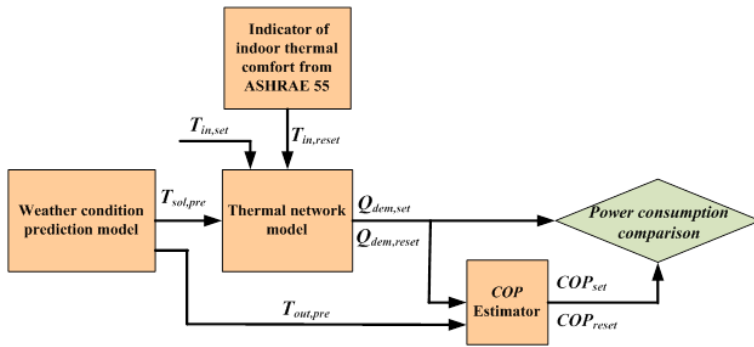 Indicator of
indoor thermal
comfort from
ASHRAE 55
T_in,set
T_in,reset
Weather condition
prediction model
T_sol,pre
Thermal network
model
Q_dem,set
Q_dem,reset
Power consumption
comparison
COP
Estimator
COP_set
COP_reset
T_out,pre